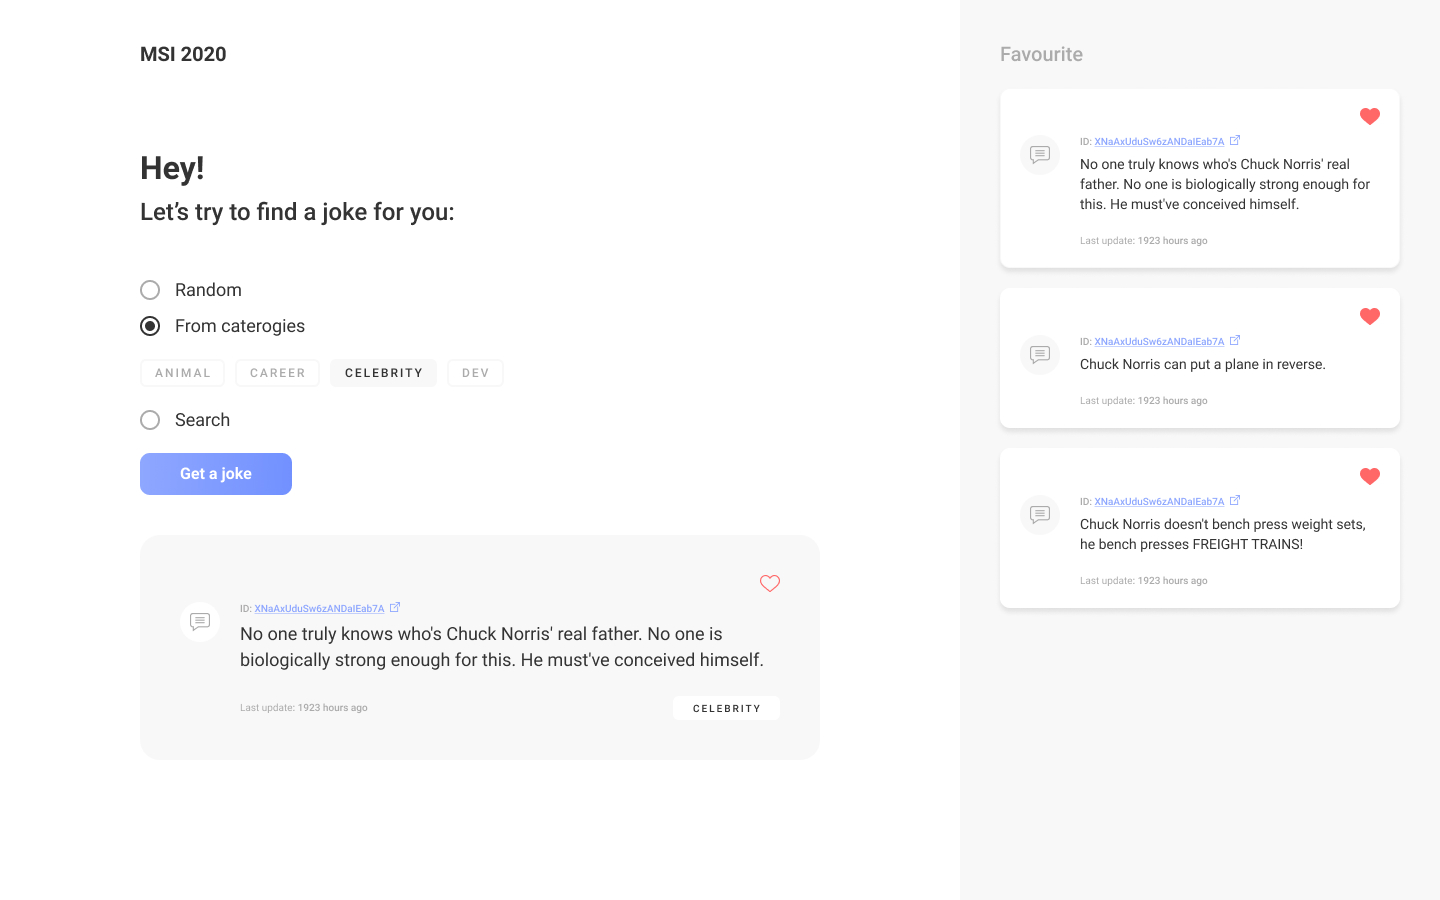 MSI 2020
Hey!
Let’s try to find a joke for you:
Random
From caterogies
ANIMAL
CAREER
CELEBRITY
DEV
Search
Get a joke
ID: XNaAxUduSw6zANDaIEab7A
No one truly knows who's Chuck Norris' real father. No one is
biologically strong enough for this. He must've conceived himself.
Last update: 1923 hours ago
CELEBRITY
Favourite
ID: XNaAxUduSw6zANDaIEab7A
No one truly knows who's Chuck Norris' real
father. No one is biologically strong enough for
this. He must've conceived himself.
Last update: 1923 hours ago
ID: XNaAxUduSw6zANDaIEab7A
Chuck Norris can put a plane in reverse.
Last update: 1923 hours ago
ID: XNaAxUduSw6zANDaIEab7A
Chuck Norris doesn't bench press weight sets,
he bench presses FREIGHT TRAINS!
Last update: 1923 hours ago